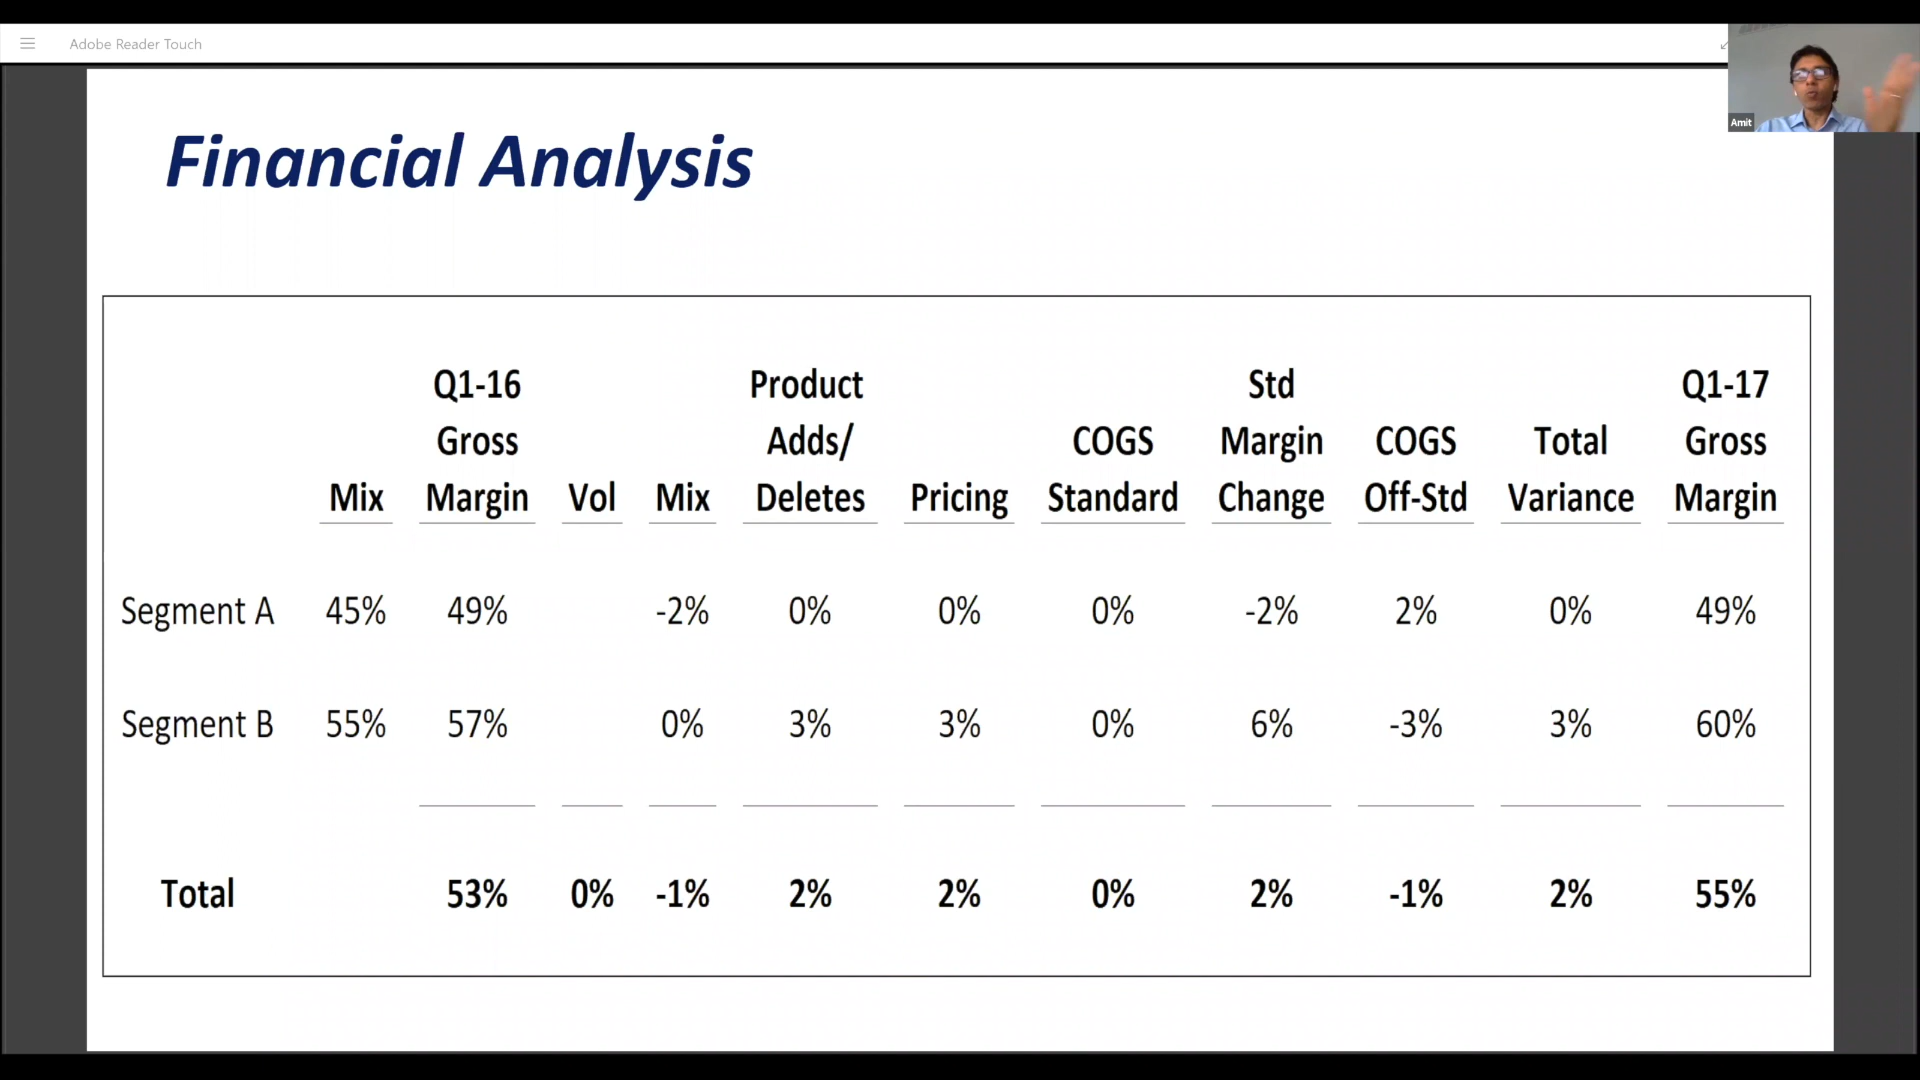 Adobe Reader Touch
Amit
Financial Analysis
Q1-16 Product Std Q1-17
Gross Adds/ COGS Margin COGS Total Gross
Mix Margin Vol Mix Deletes Pricing Standard Change Off-Std Variance Margin
Segment A 45% 49% -2% 0% 0% 0% -2% 2% 0% 49%
Segment B 55% 57% 0% 3% 3% 0% 6% -3% 3% 60%
Total 53% 0% -1% 2% 2% 0% 2% -1% 2% 55%